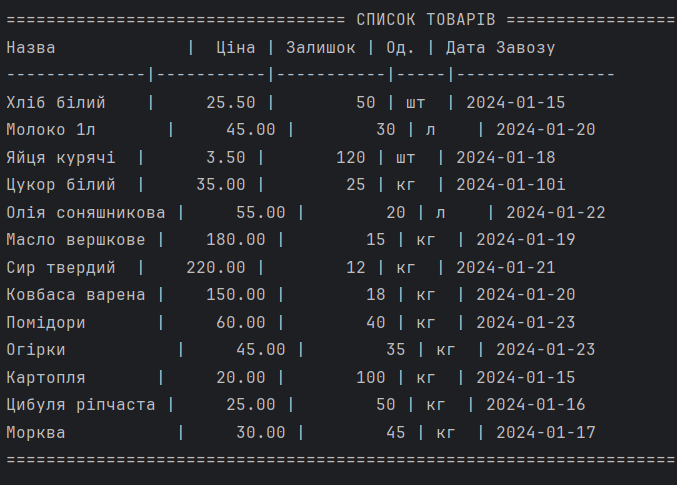 ================================== СПИСОК ТОВАРІВ =================
Назва             |  Ціна | Залишок | Од. | Дата Завозу
--------------|-----------|-----------|-----|----------------
Хліб білий    |     25.50 |        50 | шт  | 2024-01-15
Молоко 1л       |     45.00 |        30 | л    | 2024-01-20
Яйця курячі  |      3.50 |       120 | шт  | 2024-01-18
Цукор білий  |     35.00 |        25 | кг  | 2024-01-10і
Олія соняшникова |     55.00 |        20 | л    | 2024-01-22
Масло вершкове |    180.00 |        15 | кг  | 2024-01-19
Сир твердий  |    220.00 |        12 | кг  | 2024-01-21
Ковбаса варена |    150.00 |        18 | кг  | 2024-01-20
Помідори       |     60.00 |        40 | кг  | 2024-01-23
Огірки           |     45.00 |        35 | кг  | 2024-01-23
Картопля       |     20.00 |       100 | кг  | 2024-01-15
Цибуля ріпчаста |     25.00 |        50 | кг  | 2024-01-16
Морква           |     30.00 |        45 | кг  | 2024-01-17
===================================================================